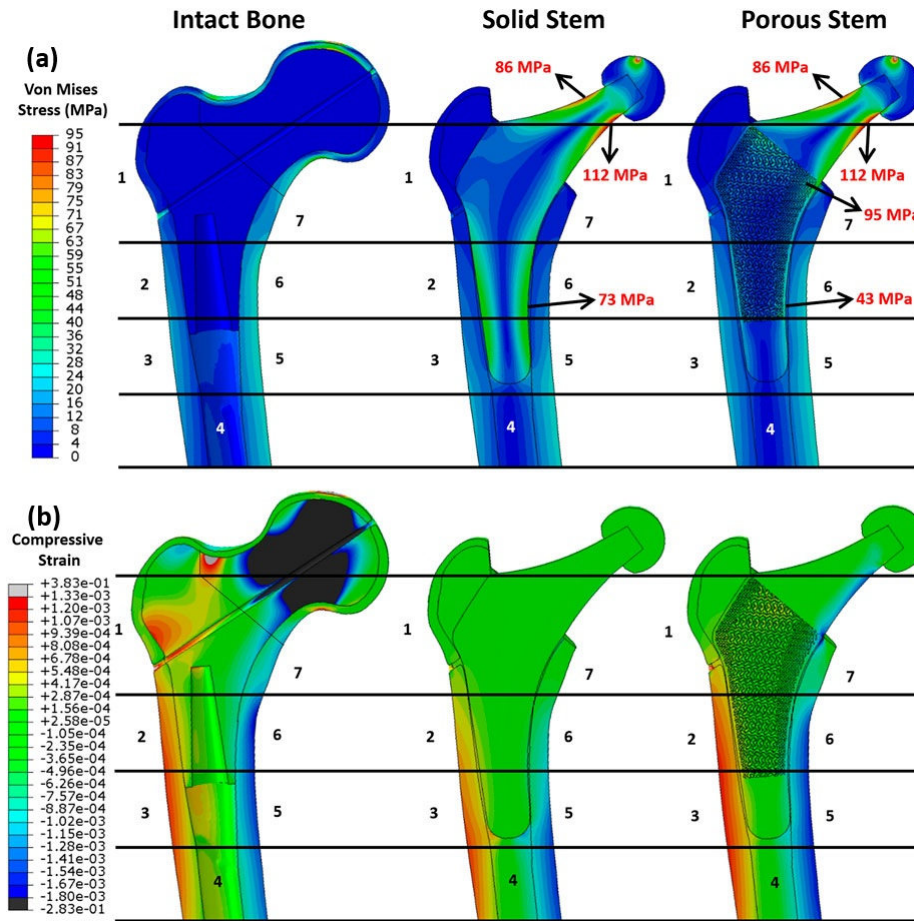 Intact Bone
Solid Stem
Porous Stem
(a)
Von Mises
Stress (MPa)
95
91
87
83
79
75
71
67
63
59
55
51
48
44
40
36
32
28
24
20
16
12
8
4
0
1
2
3
4
5
6
7
86 MPa
112 MPa
73 MPa
1
2
3
4
5
6
7
86 MPa
112 MPa
95 MPa
43 MPa
1
2
3
4
5
6
7
(b)
Compressive
Strain
+3.83e-01
+1.33e-03
+1.20e-03
+1.07e-03
+9.39e-04
+8.08e-04
+6.78e-04
+5.48e-04
+4.17e-04
+2.87e-04
+1.56e-04
+2.58e-05
-1.05e-04
-2.35e-04
-3.66e-04
-4.96e-04
-6.26e-04
-7.57e-04
-8.87e-04
-1.02e-03
-1.15e-03
-1.28e-03
-1.41e-03
-1.54e-03
-1.67e-03
-1.80e-03
-2.83e-01
1
2
3
4
5
6
7
1
2
3
4
5
6
7
1
2
3
4
5
6
7